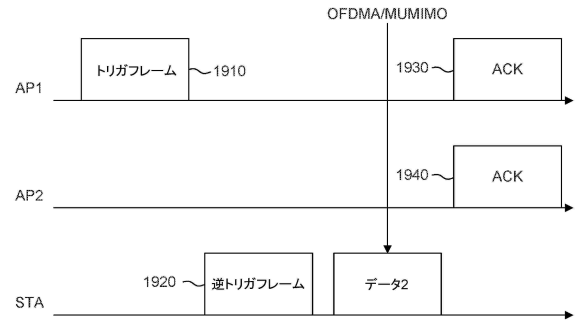 OFDMA/MUMIMO
トリガフレーム
1910
1930
ACK
AP1
1940
ACK
AP2
1920
逆トリガフレーム
データ2
STA